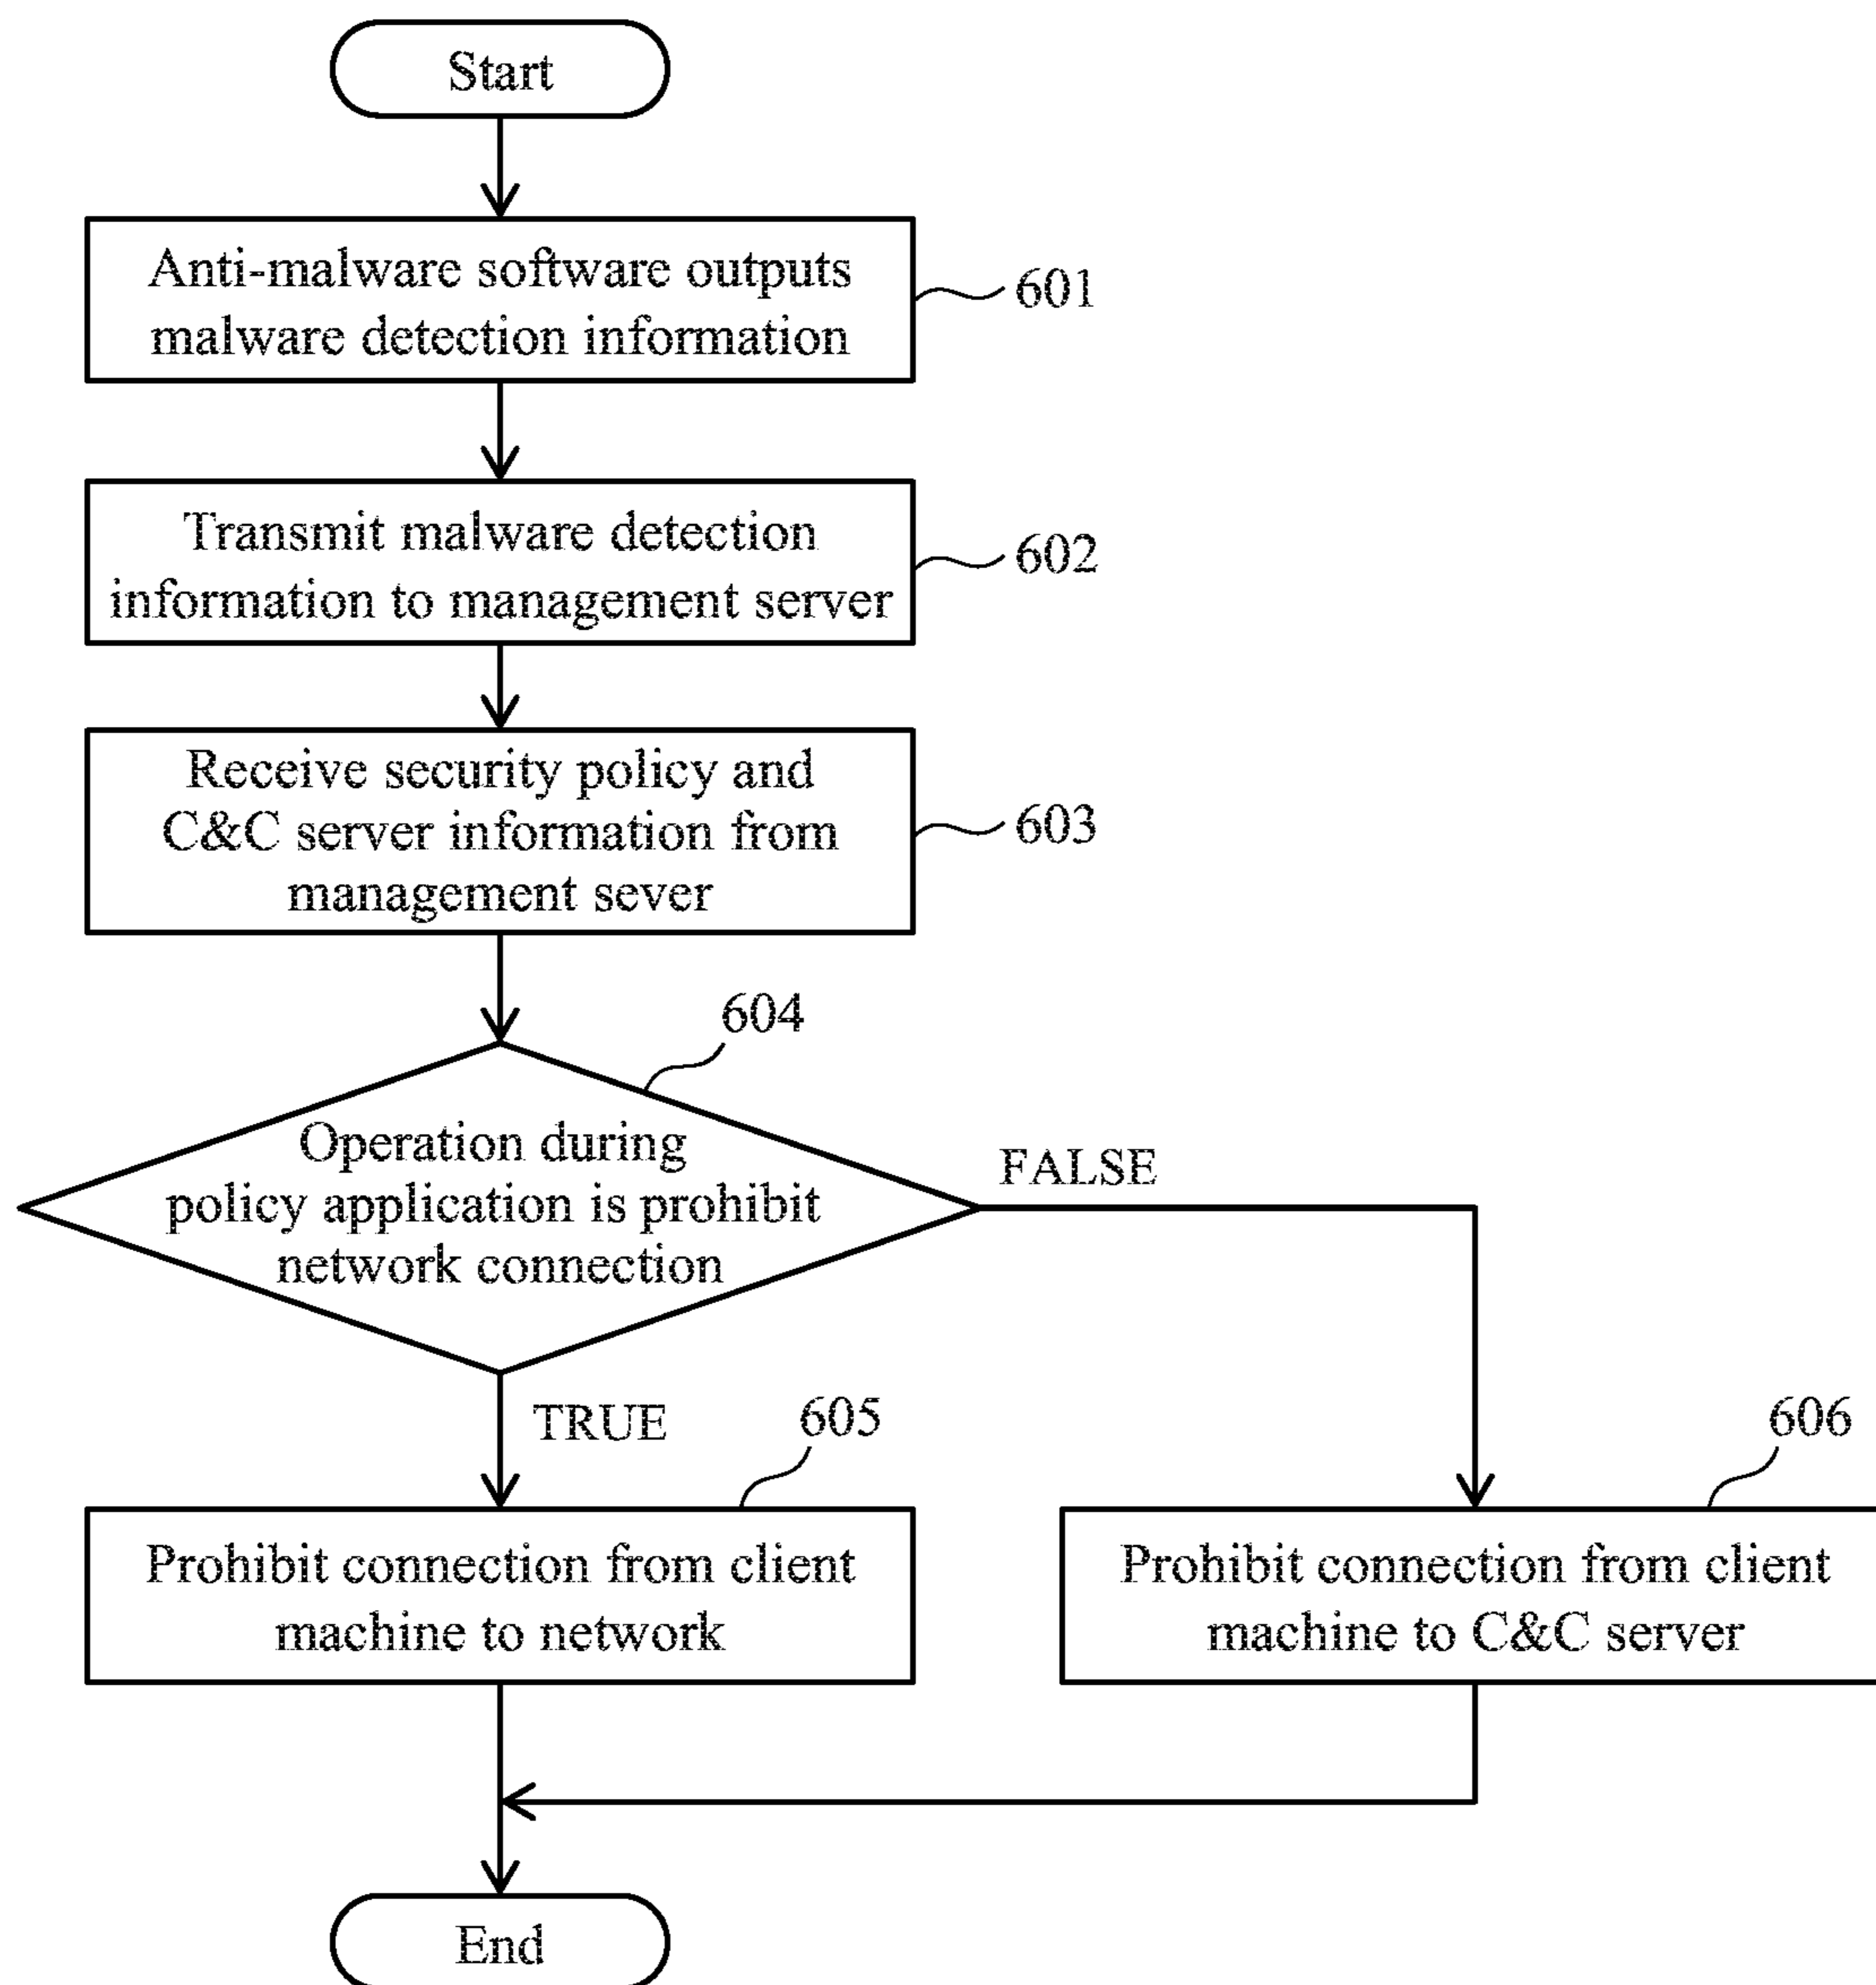 Start
Anti-malware software outputs
malware detection information
601
Transmit malware detection
information to management server
602
Receive security policy and
C&C server information from
management sever
603
604
Operation during
policy application is prohibit
network connection
FALSE
TRUE
605
606
Prohibit connection from client
machine to network
Prohibit connection from client
machine to C&C server
End